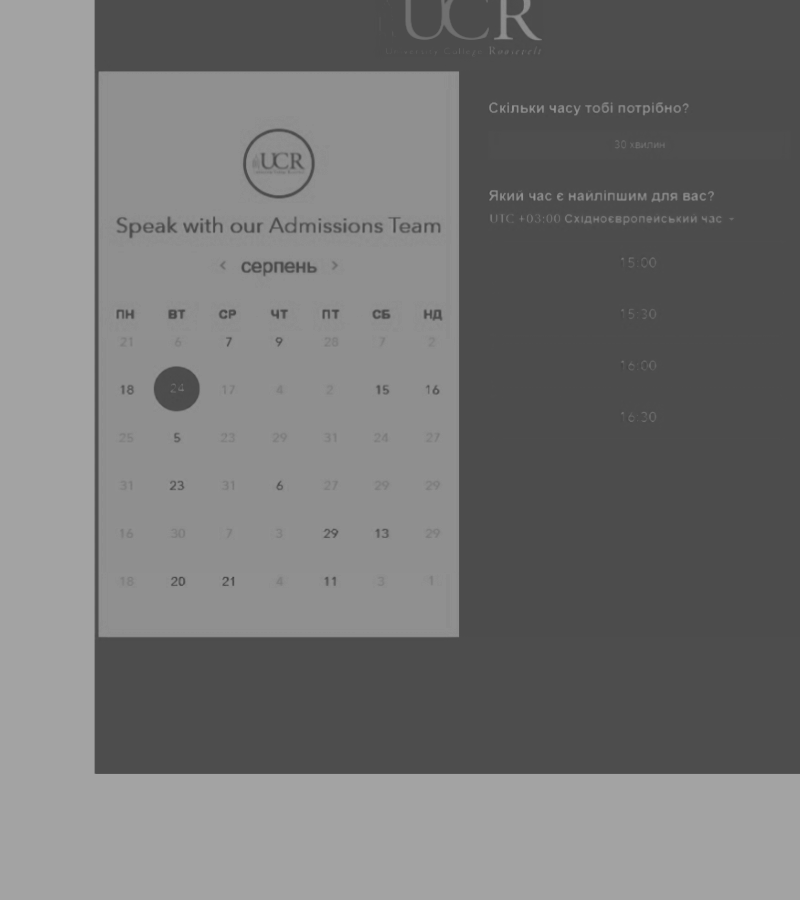 UCR
University College Roosevelt
UCR
Speak with our Admissions Team
< серпень >
ПН ВТ СР ЧТ ПТ СБ НД
21 6 7 9 28 7 2
18 24 17 4 2 15 16
25 5 23 29 31 24 27
31 23 31 6 27 29 29
16 30 7 3 29 13 29
18 20 21 4 11 3 1
Скільки часу тобі потрібно?
30 хвилин
Який час є найліпшим для вас?
UTC +03:00 Східноєвропейський час
15:00
15:30
16:00
16:30